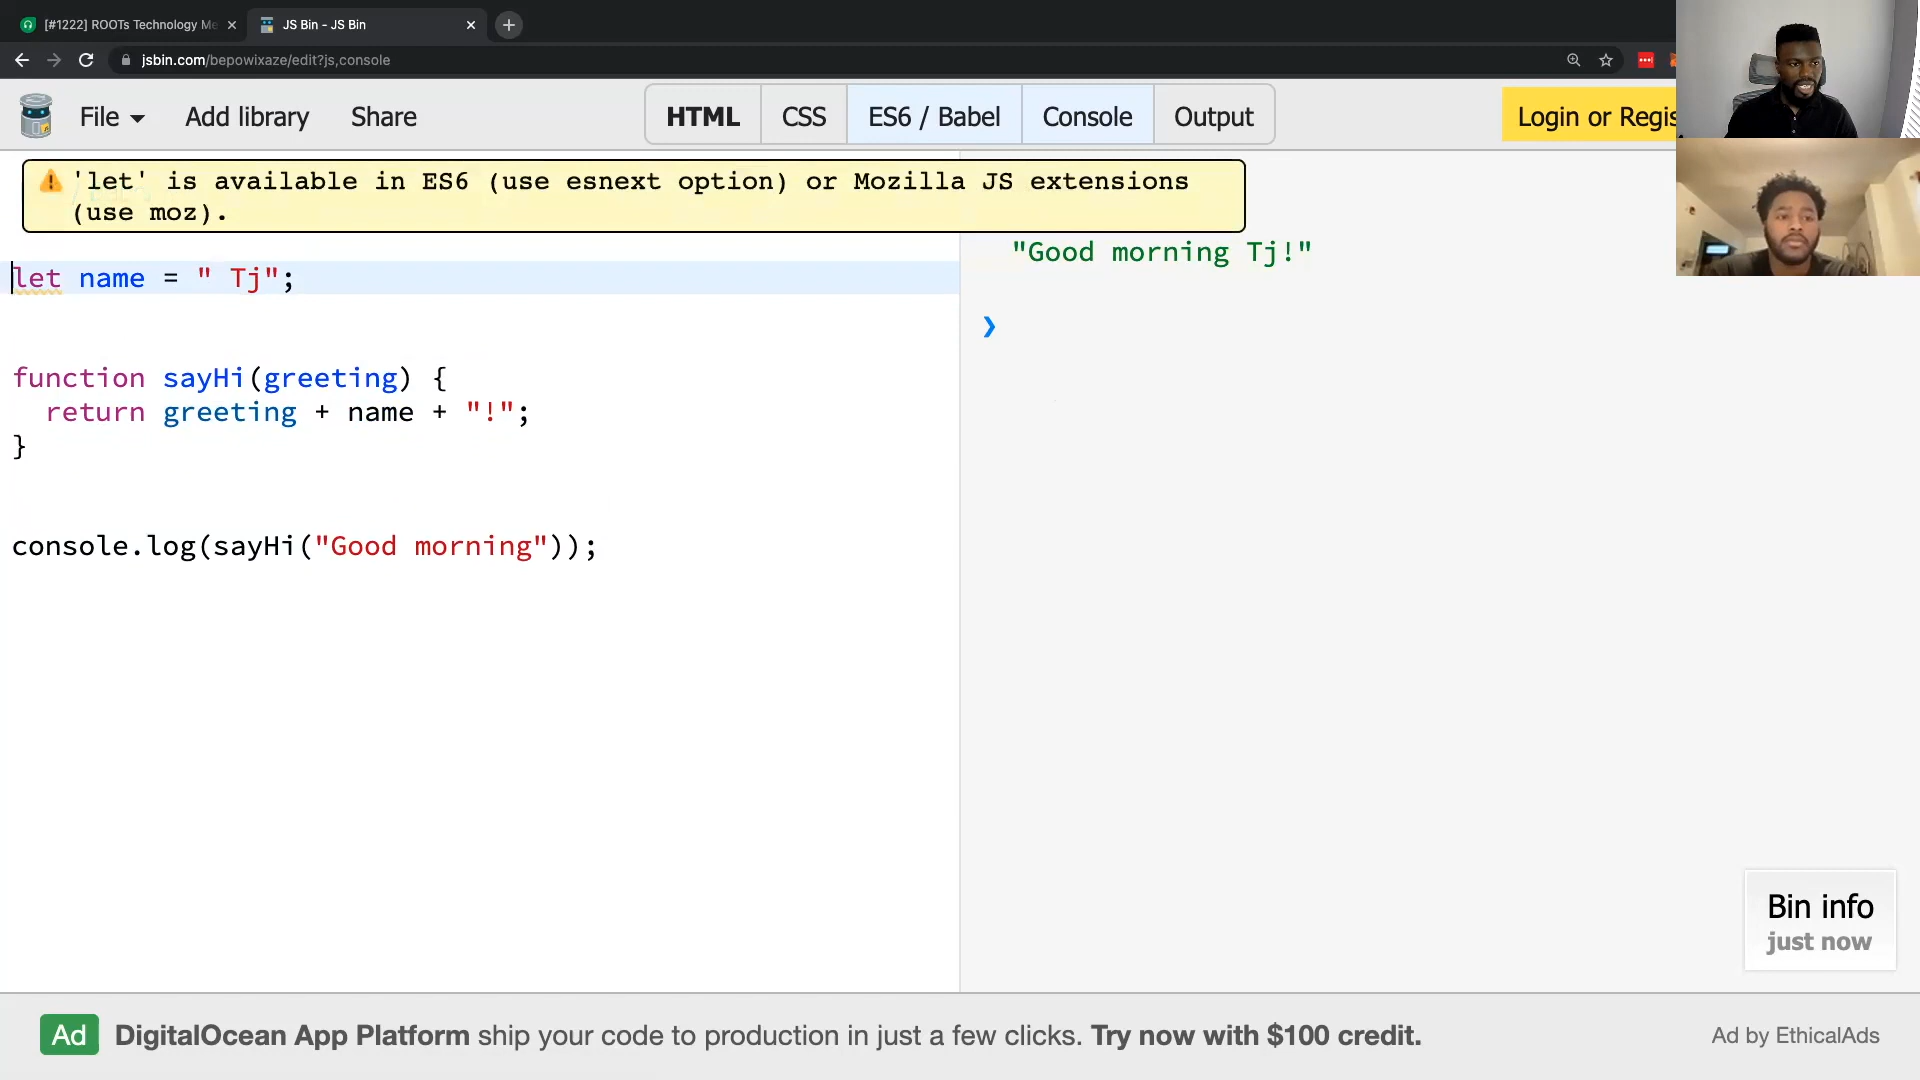 [#1222] ROOTs Technology Me
JS Bin - JS Bin
jsbin.com/bepowixaze/edit?js,console
File
Add library
Share
HTML
CSS
ES6 / Babel
Console
Output
Login or Regis
'let' is available in ES6 (use esnext option) or Mozilla JS extensions
(use moz).
"Good morning Tj!"
let name = " Tj";
❯
function sayHi(greeting) {
return greeting + name + "!";
}
console.log(sayHi("Good morning"));
Bin info
just now
Ad
DigitalOcean App Platform ship your code to production in just a few clicks. Try now with $100 credit.
Ad by EthicalAds